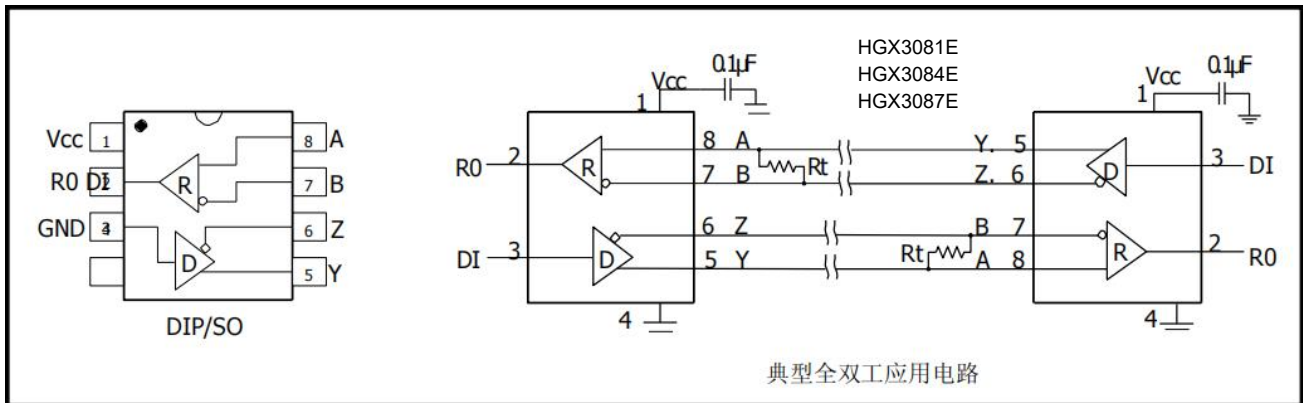 HGX3081E
HGX3084E
HGX3087E
Vcc 1 8 A
R0 DI 7 B
GND 6 Z
D 5 Y
R
DIP/SO
Vcc 0.1μF
1
R0 2 R 8 A
7 B Rt
DI 3 D 6 Z
5 Y
4
Vcc 0.1μF
1
Y. 5 D 3 DI
Z. 6
B 7 R 2 R0
Rt A 8
4
典型全双工应用电路